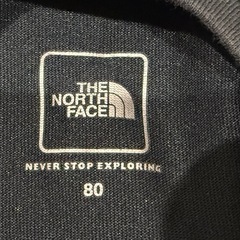 THE
NORTH
FACE
NEVER STOP EXPLORING
80